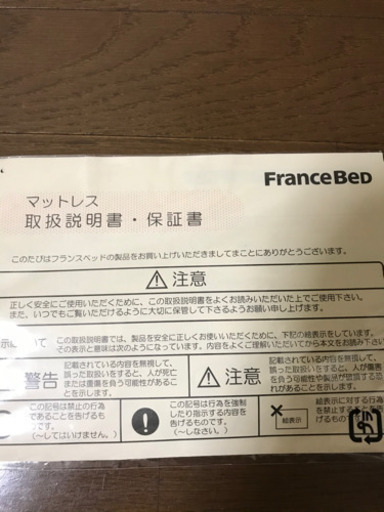 FRANCEBED
マットレス
取扱説明書・保証書
このたびはフランスベッドの製品をお買い上げいただきましてまことにありがとうございます。
注意
正しく安全にご使用いただくために、この取扱説明書をよくお読みいただいた上でご使用下さい。
また、いつでもご覧いただけるように大切に保管して下さるようお願い申し上げます。
示について
この取扱説明書では、製品を安全に正しくお使いいただくために、下記の絵表示をしています。
その表示と意味は次のようになっています。内容をよくご理解いただいてから本文をお読み下
警告
記載されている内容を無視して、
誤った取扱いをすると、人が死亡
または重傷を負う可能性があるこ
とを示します。
注意
記載されている内容を無視して
誤った取扱いをすると、人が傷
を負う可能性や製品が破損する
れがあることを示します。
この記号は禁止の行為
であることを告げるも
のです。
(〜してはいけません。)
この記号は行為を強制
したり指示する内容を
告げるものです。
(〜して下さい。)
絵表示
絵表示に対する行為